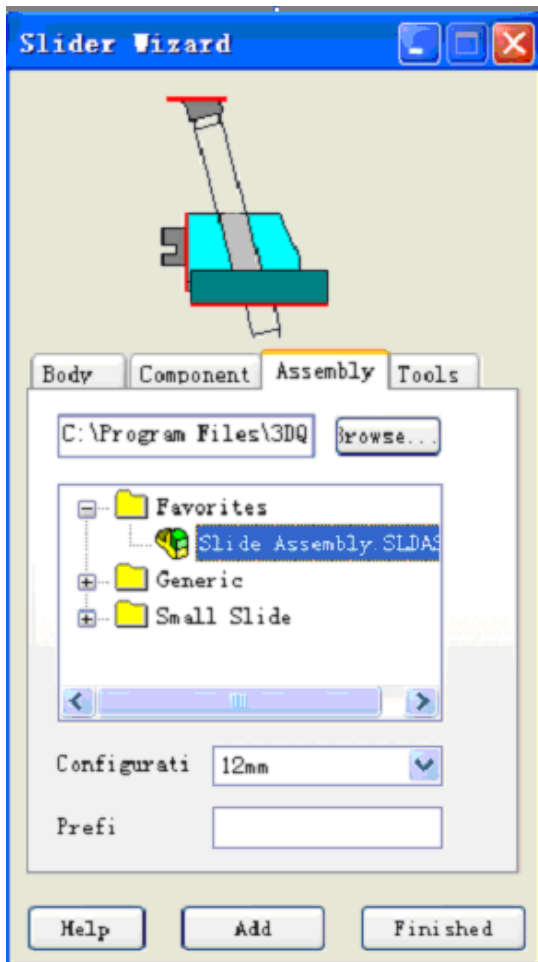 Slider Wizard
Body Component Assembly Tools
C:\Program Files\3DQ Browse...
Favorites
Slide Assembly.SLDAS
Generic
Small Slide
Configurati 12mm
Prefi
Help Add Finished